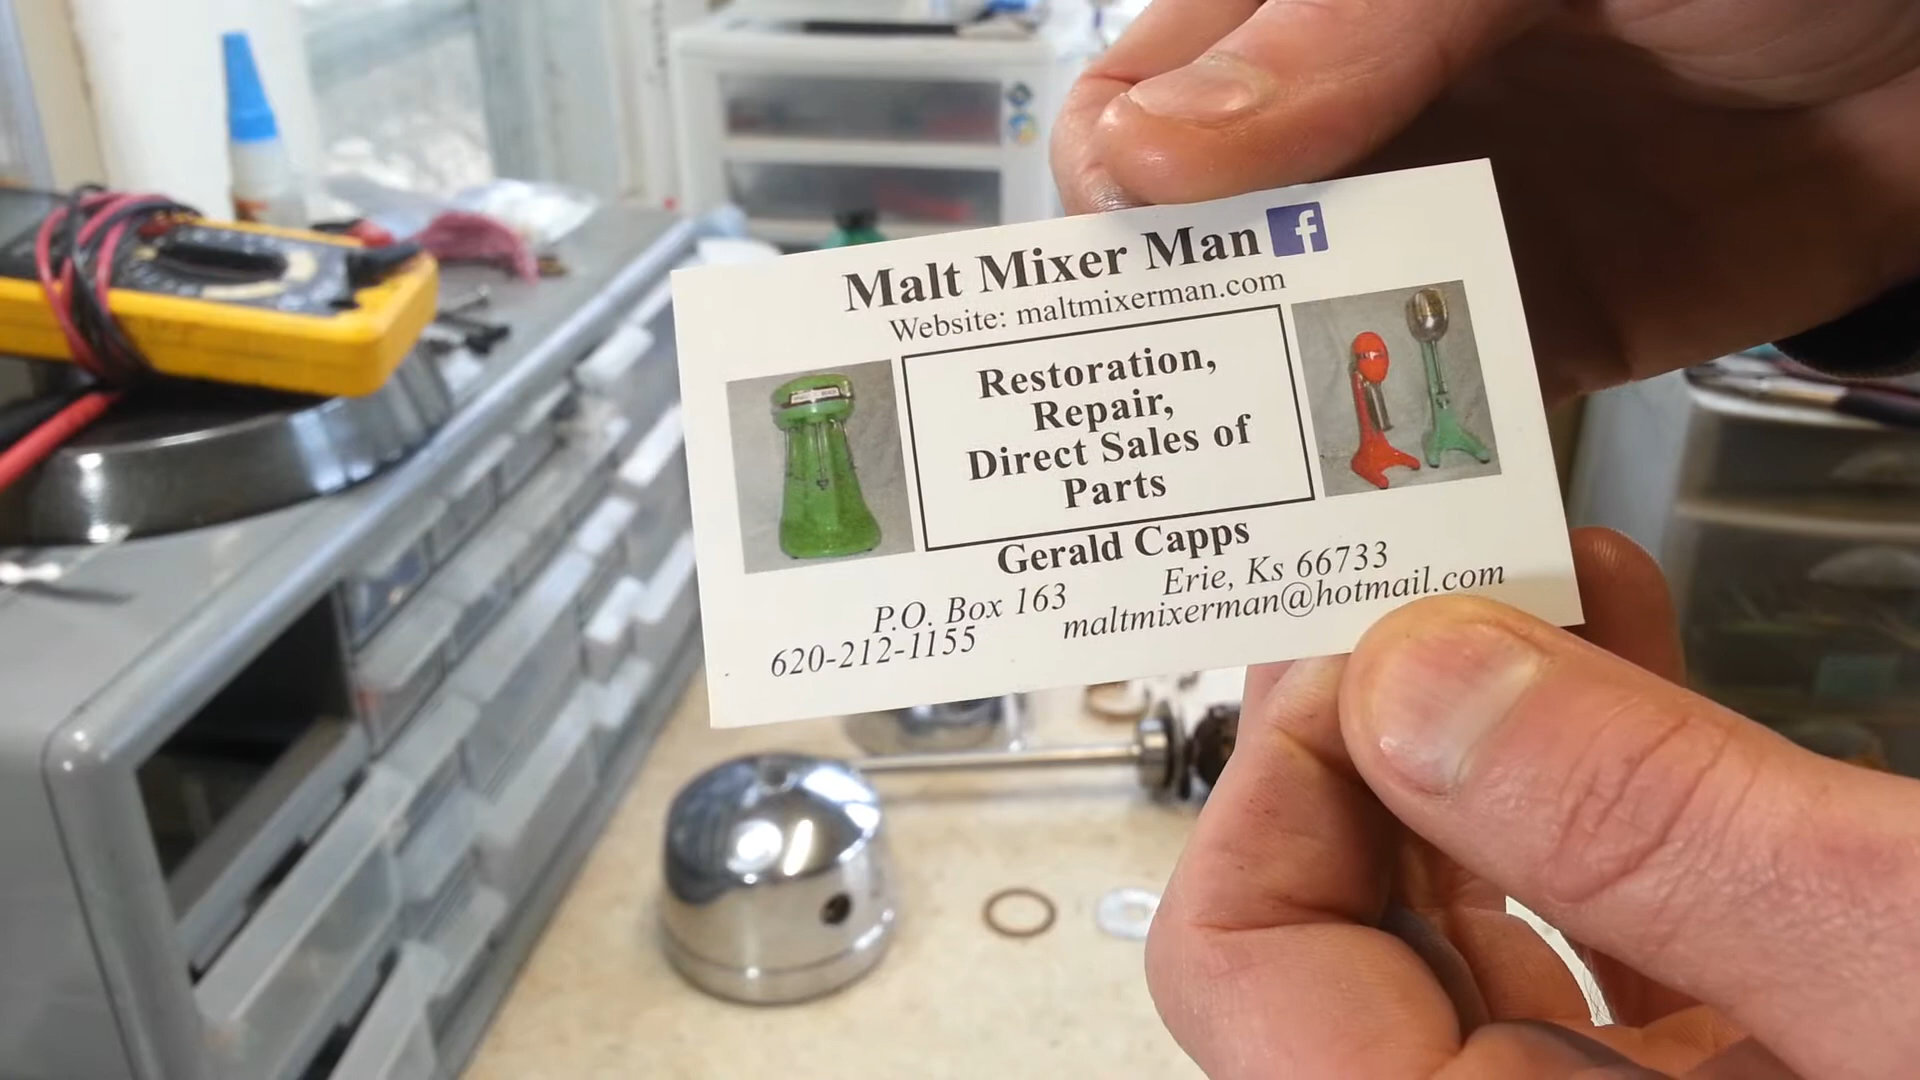 Malt Mixer Man f
Website: maltmixerman.com
Restoration,
Repair,
Direct Sales of
Parts
Gerald Capps
P.O. Box 163 Erie, Ks 66733
620-212-1155 maltmixerman@hotmail.com